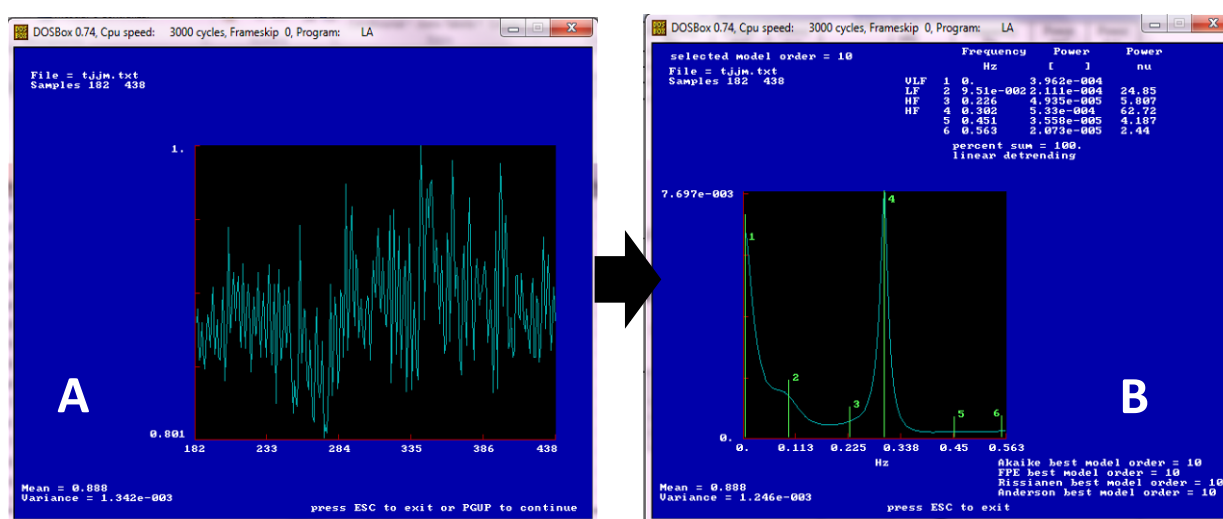 DOSBox 0.74, Cpu speed: 3000 cycles, Frameskip 0, Program: LA
File = tjjm.txt
Samples 182 438
1.
0.801
182 233 284 335 386 438
A
Mean = 0.888
Variance = 1.342e-003
press ESC to exit or PGUP to continue
DOSBox 0.74, Cpu speed: 3000 cycles, Frameskip 0, Program: LA
selected model order = 10
File = tjjm.txt
Samples 182 438
Frequency Power Power
Hz [ ] nu
VLF 1 0. 3.962e-004
LF 2 9.51e-002 2.111e-004 24.85
HF 3 0.226 4.935e-005 5.807
HF 4 0.302 5.33e-004 62.72
5 0.451 3.558e-005 4.187
6 0.563 2.073e-005 2.44
percent sum = 100.
linear detrending
7.697e-003
1
2
3
4
5
6
0.
0. 0.113 0.225 0.338 0.45 0.563
Hz
B
Akaike best model order = 10
FPE best model order = 10
Rissianen best model order = 10
Anderson best model order = 10
Mean = 0.888
Variance = 1.246e-003
press ESC to exit